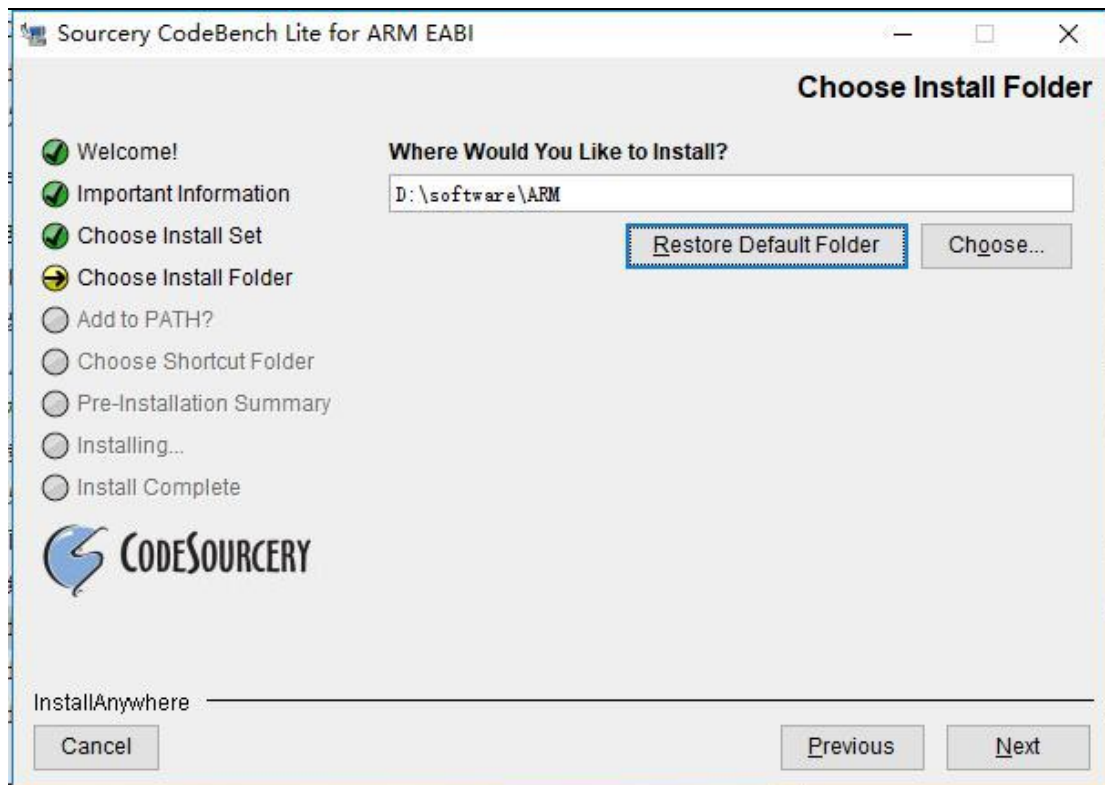 Sourcery CodeBench Lite for ARM EABI
Choose Install Folder
Welcome!
Important Information
Choose Install Set
Choose Install Folder
Add to PATH?
Choose Shortcut Folder
Pre-Installation Summary
Installing...
Install Complete
Where Would You Like to Install?
D:\software\ARM
Restore Default Folder
Choose...
CODESOURCERY
InstallAnywhere
Cancel
Previous
Next